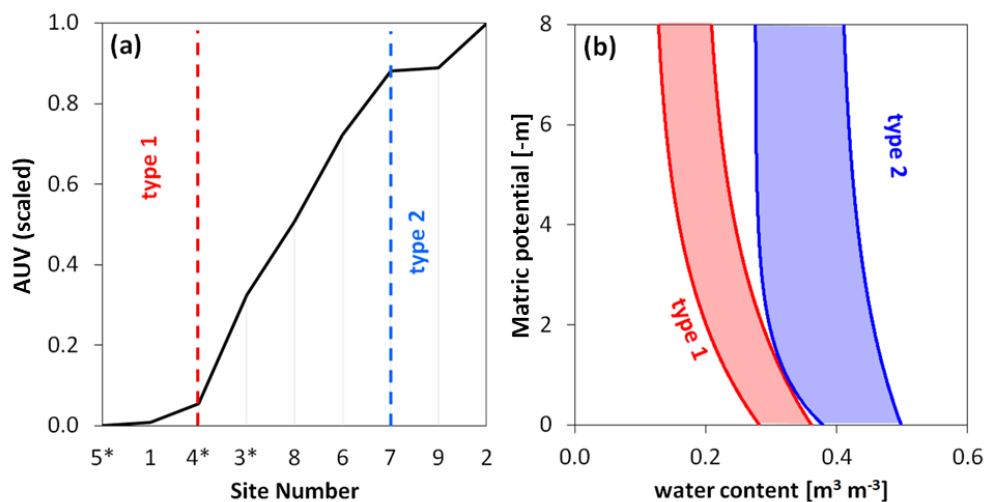 (a)
1.0
0.8
0.6
0.4
0.2
0.0
AUV (scaled)
type 1
type 2
5* 1 4* 3* 8 6 7 9 2
Site Number
(b)
8
6
4
2
0
Matric potential [-m]
type 1
type 2
0.0 0.2 0.4 0.6
water content [m³ m⁻³]